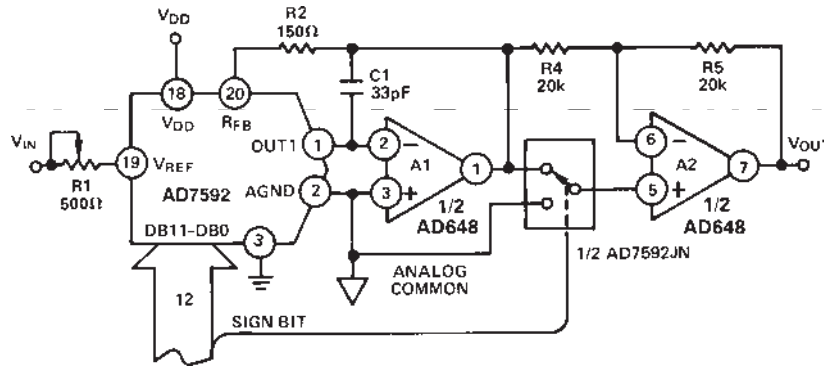 VDD
R2
150Ω
C1
33pF
R4
20k
R5
20k
18
VDD
20
RFB
VIN
R1
500Ω
19
VREF
AD7592
OUT1
1
AGND
2
DB11–DB0
3
2
–
A1
3
+
1
1/2
AD648
6
–
A2
5
+
7
VOUT
1/2
AD648
1/2 AD7592JN
ANALOG
COMMON
12
SIGN BIT